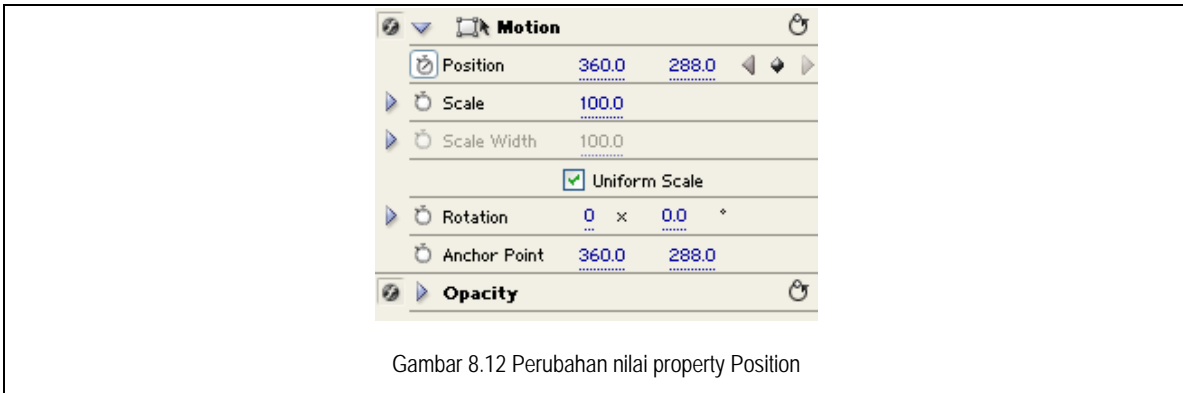 Motion
Position 360.0 288.0
Scale 100.0
Scale Width 100.0
Uniform Scale
Rotation 0 x 0.0 °
Anchor Point 360.0 288.0
Opacity
Gambar 8.12 Perubahan nilai property Position